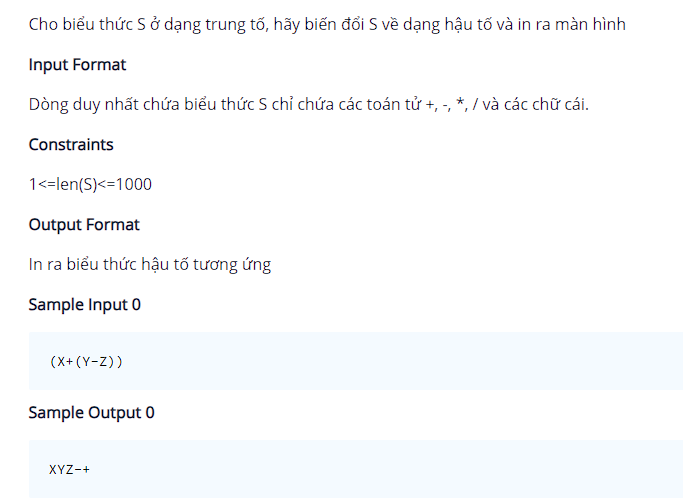 Cho biểu thức S ở dạng trung tố, hãy biến đổi S về dạng hậu tố và in ra màn hình
Input Format
Dòng duy nhất chứa biểu thức S chỉ chứa các toán tử +, -, *, / và các chữ cái.
Constraints
1<=len(S)<=1000
Output Format
In ra biểu thức hậu tố tương ứng
Sample Input 0
(X+(Y-Z))
Sample Output 0
XYZ-+